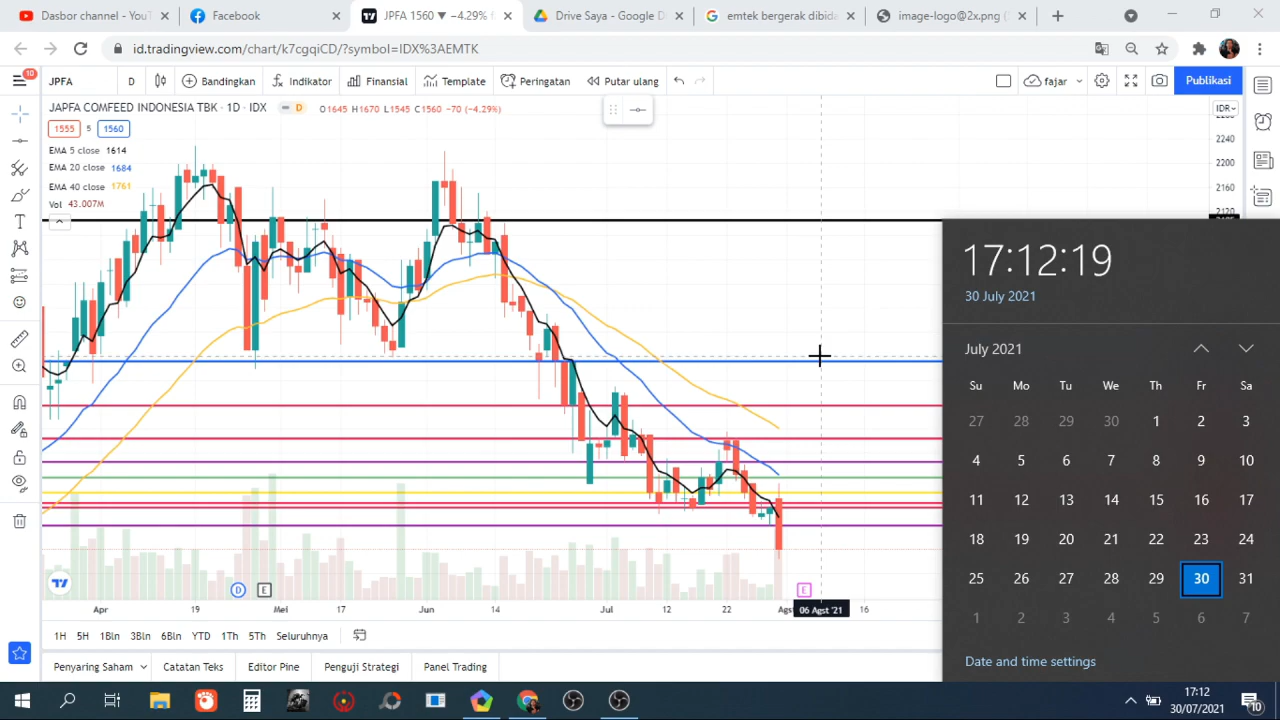 Dasbor channel - YouT
Facebook
JPFA 1560 ▼ −4.29%
Drive Saya - Google D
emtek bergerak dibida
image-logo@2x.png (
id.tradingview.com/chart/k7cgqiCD/?symbol=IDX%3AEMTK
10
JPFA
D
Bandingkan
Indikator
Finansial
Template
Peringatan
Putar ulang
fajar
Publikasi
JAPFA COMFEED INDONESIA TBK · 1D · IDX
D
O1645 H1670 L1545 C1560 −70 (−4.29%)
IDR
1555
5
1560
EMA 5 close 1614
EMA 20 close 1684
EMA 40 close 1761
Vol 43.007M
2240
2200
2160
2120
17:12:19
30 July 2021
July 2021
Su Mo Tu We Th Fr Sa
27 28 29 30 1 2 3
4 5 6 7 8 9 10
11 12 13 14 15 16 17
18 19 20 21 22 23 24
25 26 27 28 29 30 31
1 2 3 4 5 6 7
Date and time settings
D
E
E
Apr
19
Mei
17
Jun
14
Jul
12
22
Agst
06 Agst '21
16
1H 5H 1Bln 3Bln 6Bln YTD 1Th 5Th Seluruhnya
Penyaring Saham
Catatan Teks
Editor Pine
Penguji Strategi
Panel Trading
17:12
30/07/2021
10